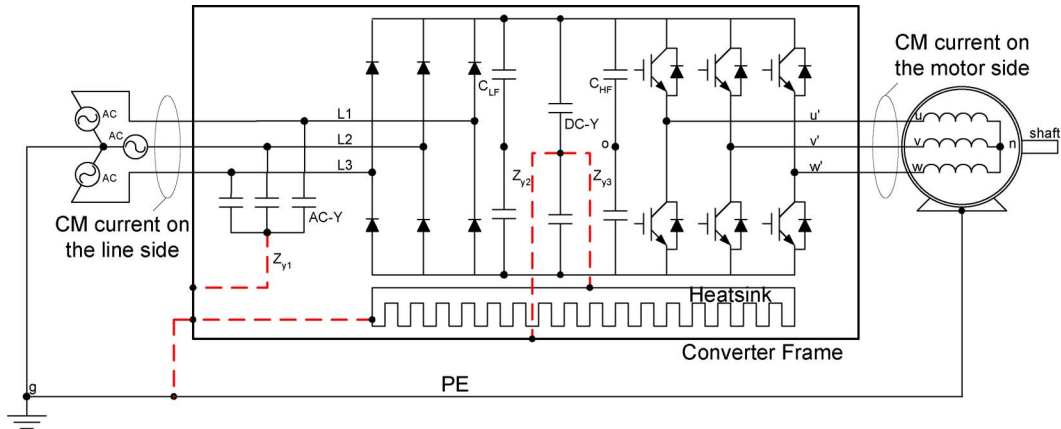 CM current on
the motor side
AC
AC
AC
L1
L2
L3
CLF
DC-Y
CHF
o
u'
v'
w'
u
v
w
n
shaft
CM current on
the line side
AC-Y
Zy1
Zy2
Zy3
Heatsink
Converter Frame
g
PE